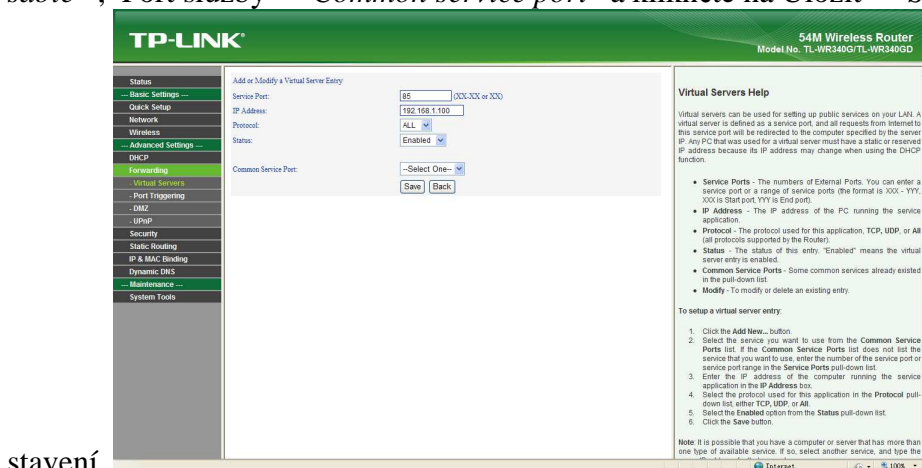 sable", "Port služby" – "Common service port" a
TP-LINK®
54M Wireless Router
Model No. TL-WR340G/TL-WR340GD
Status
--- Basic Settings ---
Quick Setup
Network
Wireless
--- Advanced Settings ---
DHCP
Forwarding
- Virtual Servers
- Port Triggering
- DMZ
- UPnP
Security
Static Routing
IP & MAC Binding
Dynamic DNS
--- Maintenance ---
System Tools
Add or Modify a Virtual Server Entry
Service Port: 85 (XX-XX or XX)
IP Address: 192.168.1.100
Protocol: ALL
Status: Enabled
Common Service Port: --Select One--
Save Back
Virtual Servers Help
Virtual servers can be used for setting up public services on your LAN. A
virtual server is defined as a service port, and all requests from Internet to
this service port will be redirected to the computer specified by the server
IP. Any PC that was used for a virtual server must have a static or reserved
IP address because its IP address may change when using the DHCP
function.
• Service Ports - The numbers of External Ports. You can enter a
service port or a range of service ports (the format is XXX - YYY,
XXX is Start port, YYY is End port).
• IP Address - The IP address of the PC running the service
application.
• Protocol - The protocol used for this application, TCP, UDP, or All
(all protocols supported by the Router).
• Status - The status of this entry. "Enabled" means the virtual
server entry is enabled.
• Common Service Ports - Some common services already existed
in the pull-down list.
• Modify - To modify or delete an existing entry.
To setup a virtual server entry:
1. Click the Add New... button.
2. Select the service you want to use from the Common Service
Ports list. If the Common Service Ports list does not list the
service that you want to use, enter the number of the service port or
service port range in the Service Ports pull-down list.
3. Enter the IP address of the computer running the service
application in the IP Address box.
4. Select the protocol used for this application in the Protocol pull-
down list, either TCP, UDP, or All.
5. Select the Enabled option from the Status pull-down list.
6. Click the Save button.
Note: It is possible that you have a computer or server that has more than
one type of available service. If so, select another service, and type the
Internet 100%
stavení